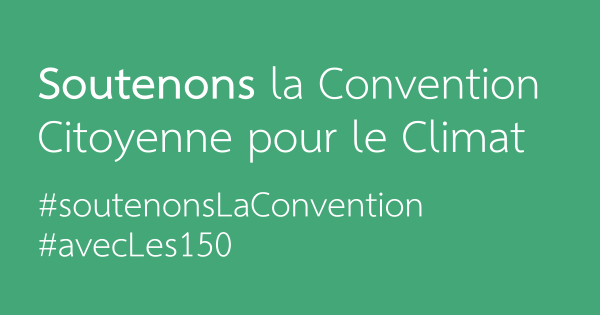 Soutenons la Convention
Citoyenne pour le Climat
#soutenonsLaConvention
#avecLes150